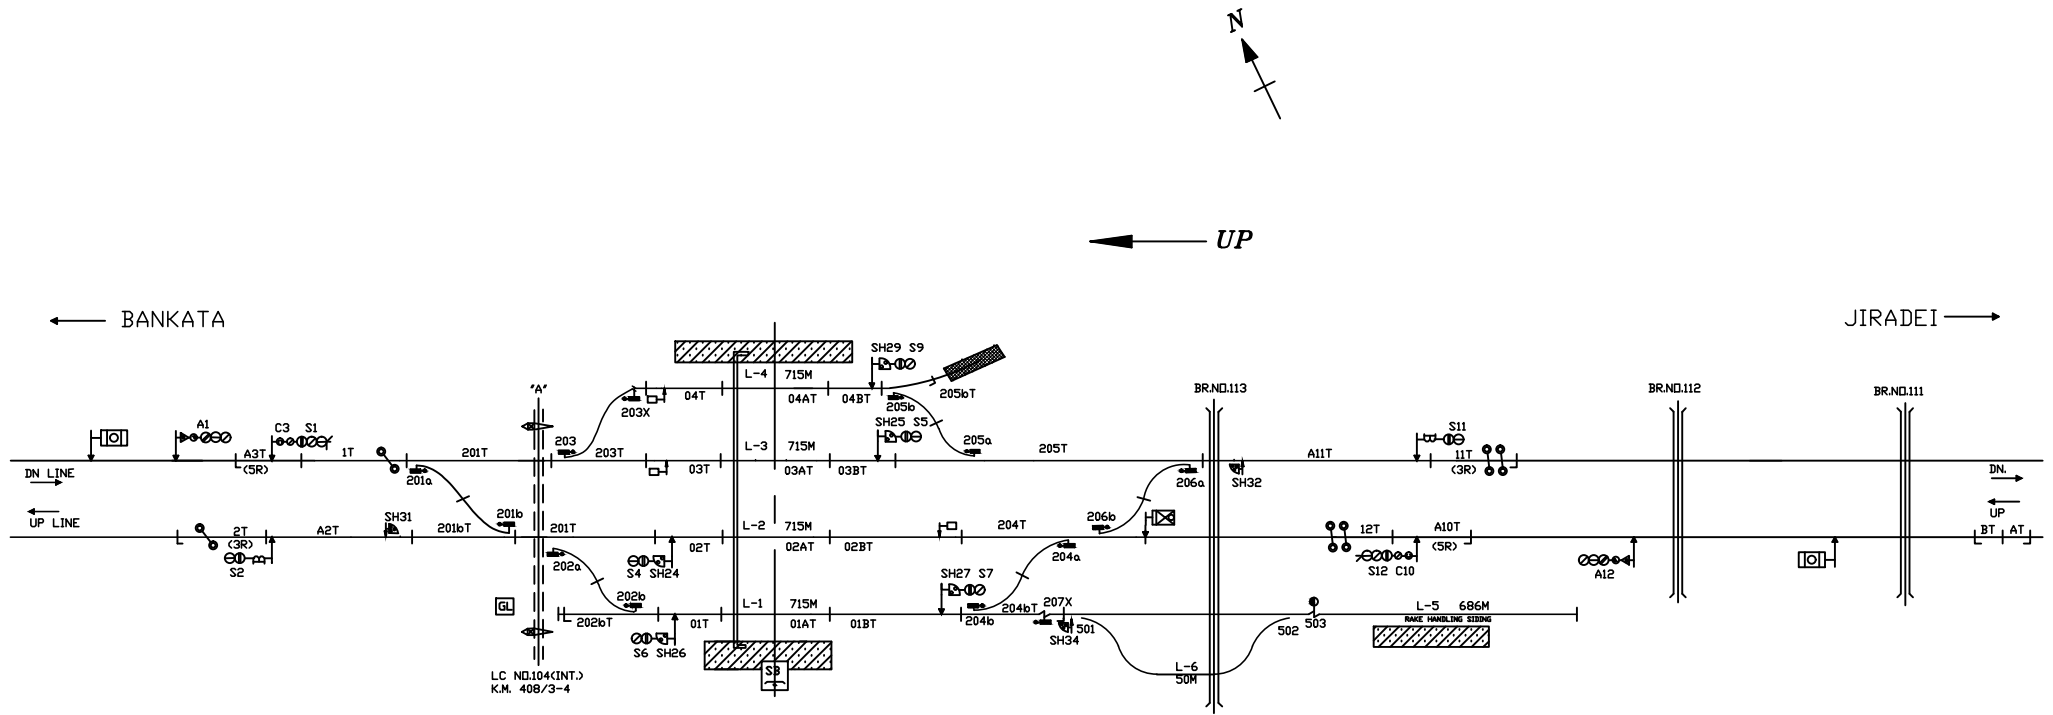 N
UP
BANKATA
JIRADEI
SH29 S9
L-4 715M
"A"
BR.NO.113
BR.NO.112
BR.NO.111
04T
04AT
04BT
205bT
203X
205b
A1
C3 S1
SH25 S5
S11
203
205a
A3T
(5R)
1T
201T
203T
L-3 715M
205T
A11T
11T
(3R)
DN LINE
03T
03AT
03BT
DN.
201a
206a
SH32
UP LINE
SH31
201b
206b
UP
2T
(3R)
A2T
201bT
201T
L-2 715M
204T
12T
A10T
(5R)
BT
AT
02T
02AT
02BT
S2
202a
S4 SH24
204a
S12 C10
A12
SH27 S7
GL
202b
L-1 715M
204bT
207X
L-5 686M
RAKE HANDLING SIDING
202bT
01T
01AT
01BT
204b
501
502
503
S6 SH26
SH34
SB
L-6
50M
LC NO.104(INT.)
K.M. 408/3-4